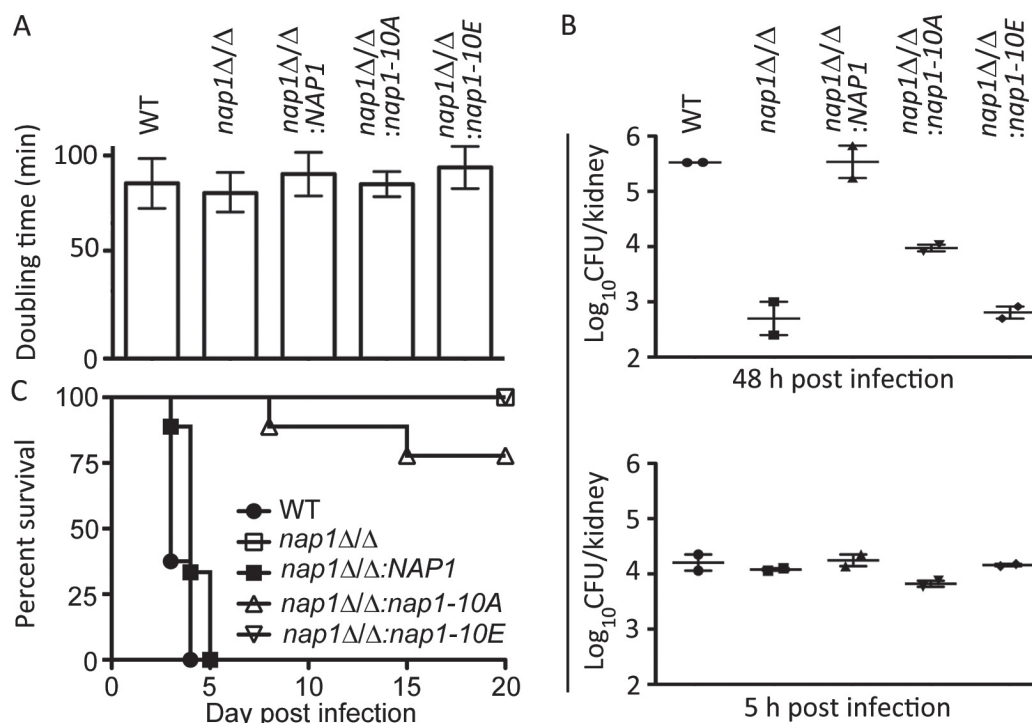 A
WT
nap1Δ/Δ
nap1Δ/Δ
:NAP1
nap1Δ/Δ
:nap1-10A
nap1Δ/Δ
:nap1-10E
Doubling time (min)
100
50
0
C
Percent survival
100
75
50
25
0
WT
nap1Δ/Δ
nap1Δ/Δ:NAP1
nap1Δ/Δ:nap1-10A
nap1Δ/Δ:nap1-10E
0
5
10
15
20
Day post infection
B
WT
nap1Δ/Δ
nap1Δ/Δ
:NAP1
nap1Δ/Δ
:nap1-10A
nap1Δ/Δ
:nap1-10E
Log10CFU/kidney
6
5
4
3
2
48 h post infection
Log10CFU/kidney
6
5
4
3
2
5 h post infection